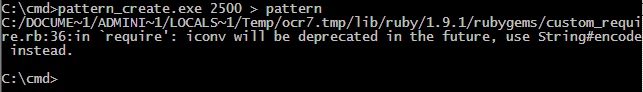 C:\cmd>pattern_create.exe 2500 > pattern
C:/DOCUME~1/ADMINI~1/LOCALS~1/Temp/ocr7.tmp/lib/ruby/1.9.1/rubygems/custom_requi
re.rb:36:in `require': iconv will be deprecated in the future, use String#encode
 instead.
C:\cmd>